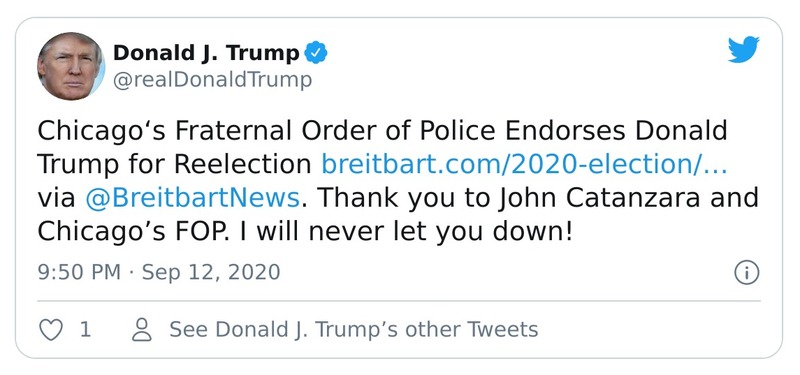 Donald J. Trump
@realDonaldTrump
Chicago‘s Fraternal Order of Police Endorses Donald
Trump for Reelection breitbart.com/2020-election/…
via @BreitbartNews. Thank you to John Catanzara and
Chicago’s FOP. I will never let you down!
9:50 PM · Sep 12, 2020
1 See Donald J. Trump’s other Tweets